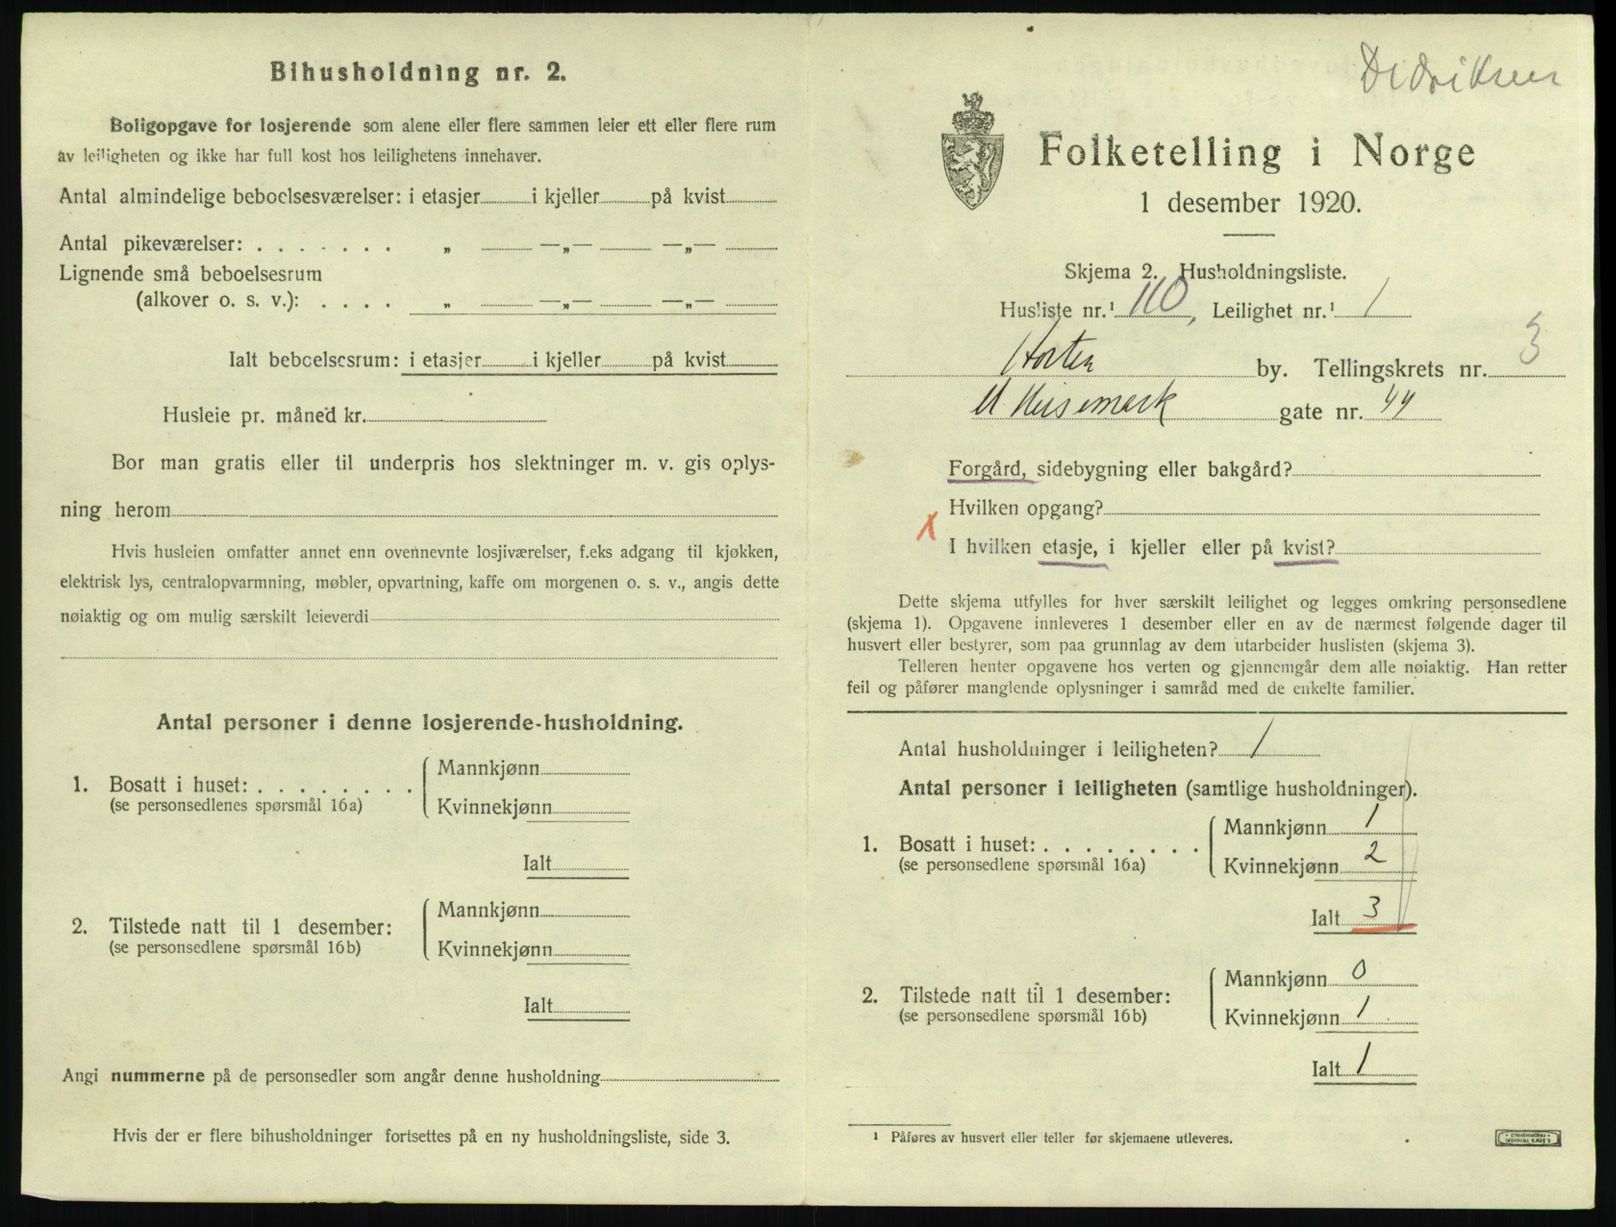 Bihusholdning nr. 2.
Boligopgave for losjerende som alene eller flere sammen leier ett eller flere rum
av leiligheten og ikke har full kost hos leilighetens innehaver.
Antal almindelige beboelsesværelser: i etasjer i kjeller på kvist
Antal pikeværelser: . . . . . . . „ —„— —„—
Lignende små beboelsesrum
(alkover o. s. v.): . . . . „ —„— —„—
Ialt beboelsesrum: i etasjer i kjeller på kvist
Husleie pr. måned kr.
Bor man gratis eller til underpris hos slektninger m. v. gis oplys-
ning herom
Hvis husleien omfatter annet enn ovennevnte losjiværelser, f.eks adgang til kjøkken,
elektrisk lys, centralopvarmning, møbler, opvartning, kaffe om morgenen o. s. v., angis dette
nøiaktig og om mulig særskilt leieverdi
Antal personer i denne losjerende-husholdning.
1. Bosatt i huset: . . . . . . . .
(se personsedlenes spørsmål 16a)
Mannkjønn
Kvinnekjønn
Ialt
2. Tilstede natt til 1 desember:
(se personsedlene spørsmål 16b)
Mannkjønn
Kvinnekjønn
Ialt
Angi nummerne på de personsedler som angår denne husholdning
Hvis der er flere bihusholdninger fortsettes på en ny husholdningsliste, side 3.
Didriksen
Folketelling i Norge
1 desember 1920.
Skjema 2. Husholdningsliste.
Husliste nr.¹ 110, Leilighet nr.¹ 1
Horten by. Tellingskrets nr. 3
gate nr. 44
Forgård, sidebygning eller bakgård?
Hvilken opgang?
X I hvilken etasje, i kjeller eller på kvist?
Dette skjema utfylles for hver særskilt leilighet og legges omkring personsedlene
(skjema 1). Opgavene innleveres 1 desember eller en av de nærmest følgende dager til
husvert eller bestyrer, som paa grunnlag av dem utarbeider huslisten (skjema 3).
Telleren henter opgavene hos verten og gjennemgår dem alle nøiaktig. Han retter
feil og påfører manglende oplysninger i samråd med de enkelte familier.
Antal husholdninger i leiligheten? 1
Antal personer i leiligheten (samtlige husholdninger).
1. Bosatt i huset: . . . . . . . .
(se personsedlene spørsmål 16a)
Mannkjønn 1
Kvinnekjønn 2
Ialt 3
2. Tilstede natt til 1 desember:
(se personsedlene spørsmål 16b)
Mannkjønn 0
Kvinnekjønn 1
Ialt 1
¹ Påføres av husvert eller teller før skjemaene utleveres.